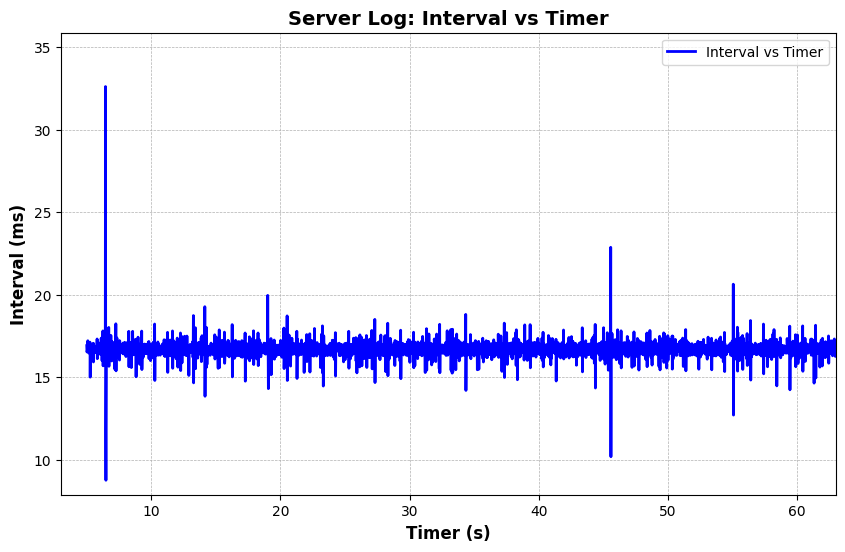 Server Log: Interval vs Timer
Interval vs Timer
35
30
25
20
15
10
Interval (ms)
10 20 30 40 50 60
Timer (s)